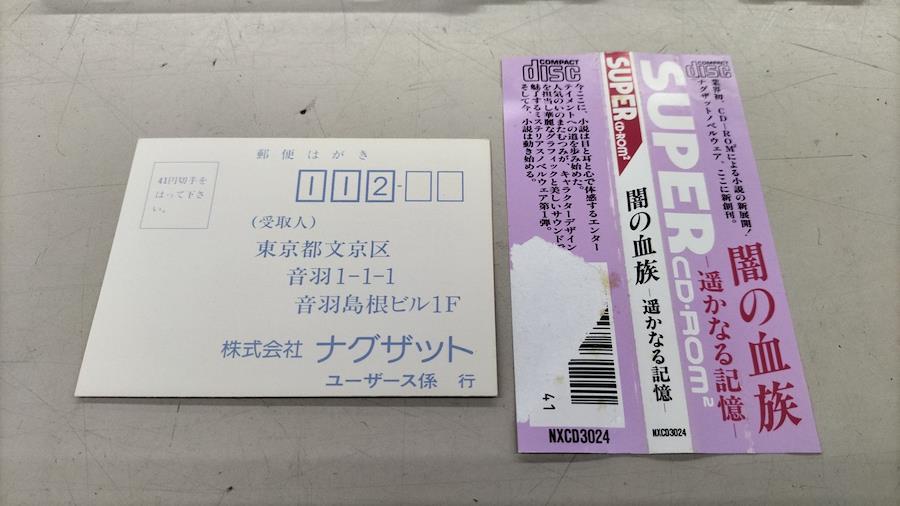 郵便はがき
41円切手を
はって下さ
い。
112-
(受取人)
東京都文京区
音羽1-1-1
音羽島根ビル1F
株式会社 ナグザット
ユーザース係 行
COMPACT
disc
今ここに、小説は目と耳と心で体感するエンター
テイメントへの道を歩み始めた。
人気のいのまたむつみが、キャラクターデザイン
を担当し華麗なグラフィックと美しいサウンドで
魅了するミステリアスノベルウェア第1弾。
そして今、小説は動き始める。
41
NXCD3024
SUPER CD-ROM2
闇の血族
-遥かなる記憶-
NXCD3024
SUPER CD-ROM2
COMPACT
disc
業界初、CD-ROM2による小説の新展開!
ナグザットノベルウェア、ここに新創刊。
闇の血族
-遥かなる記憶-